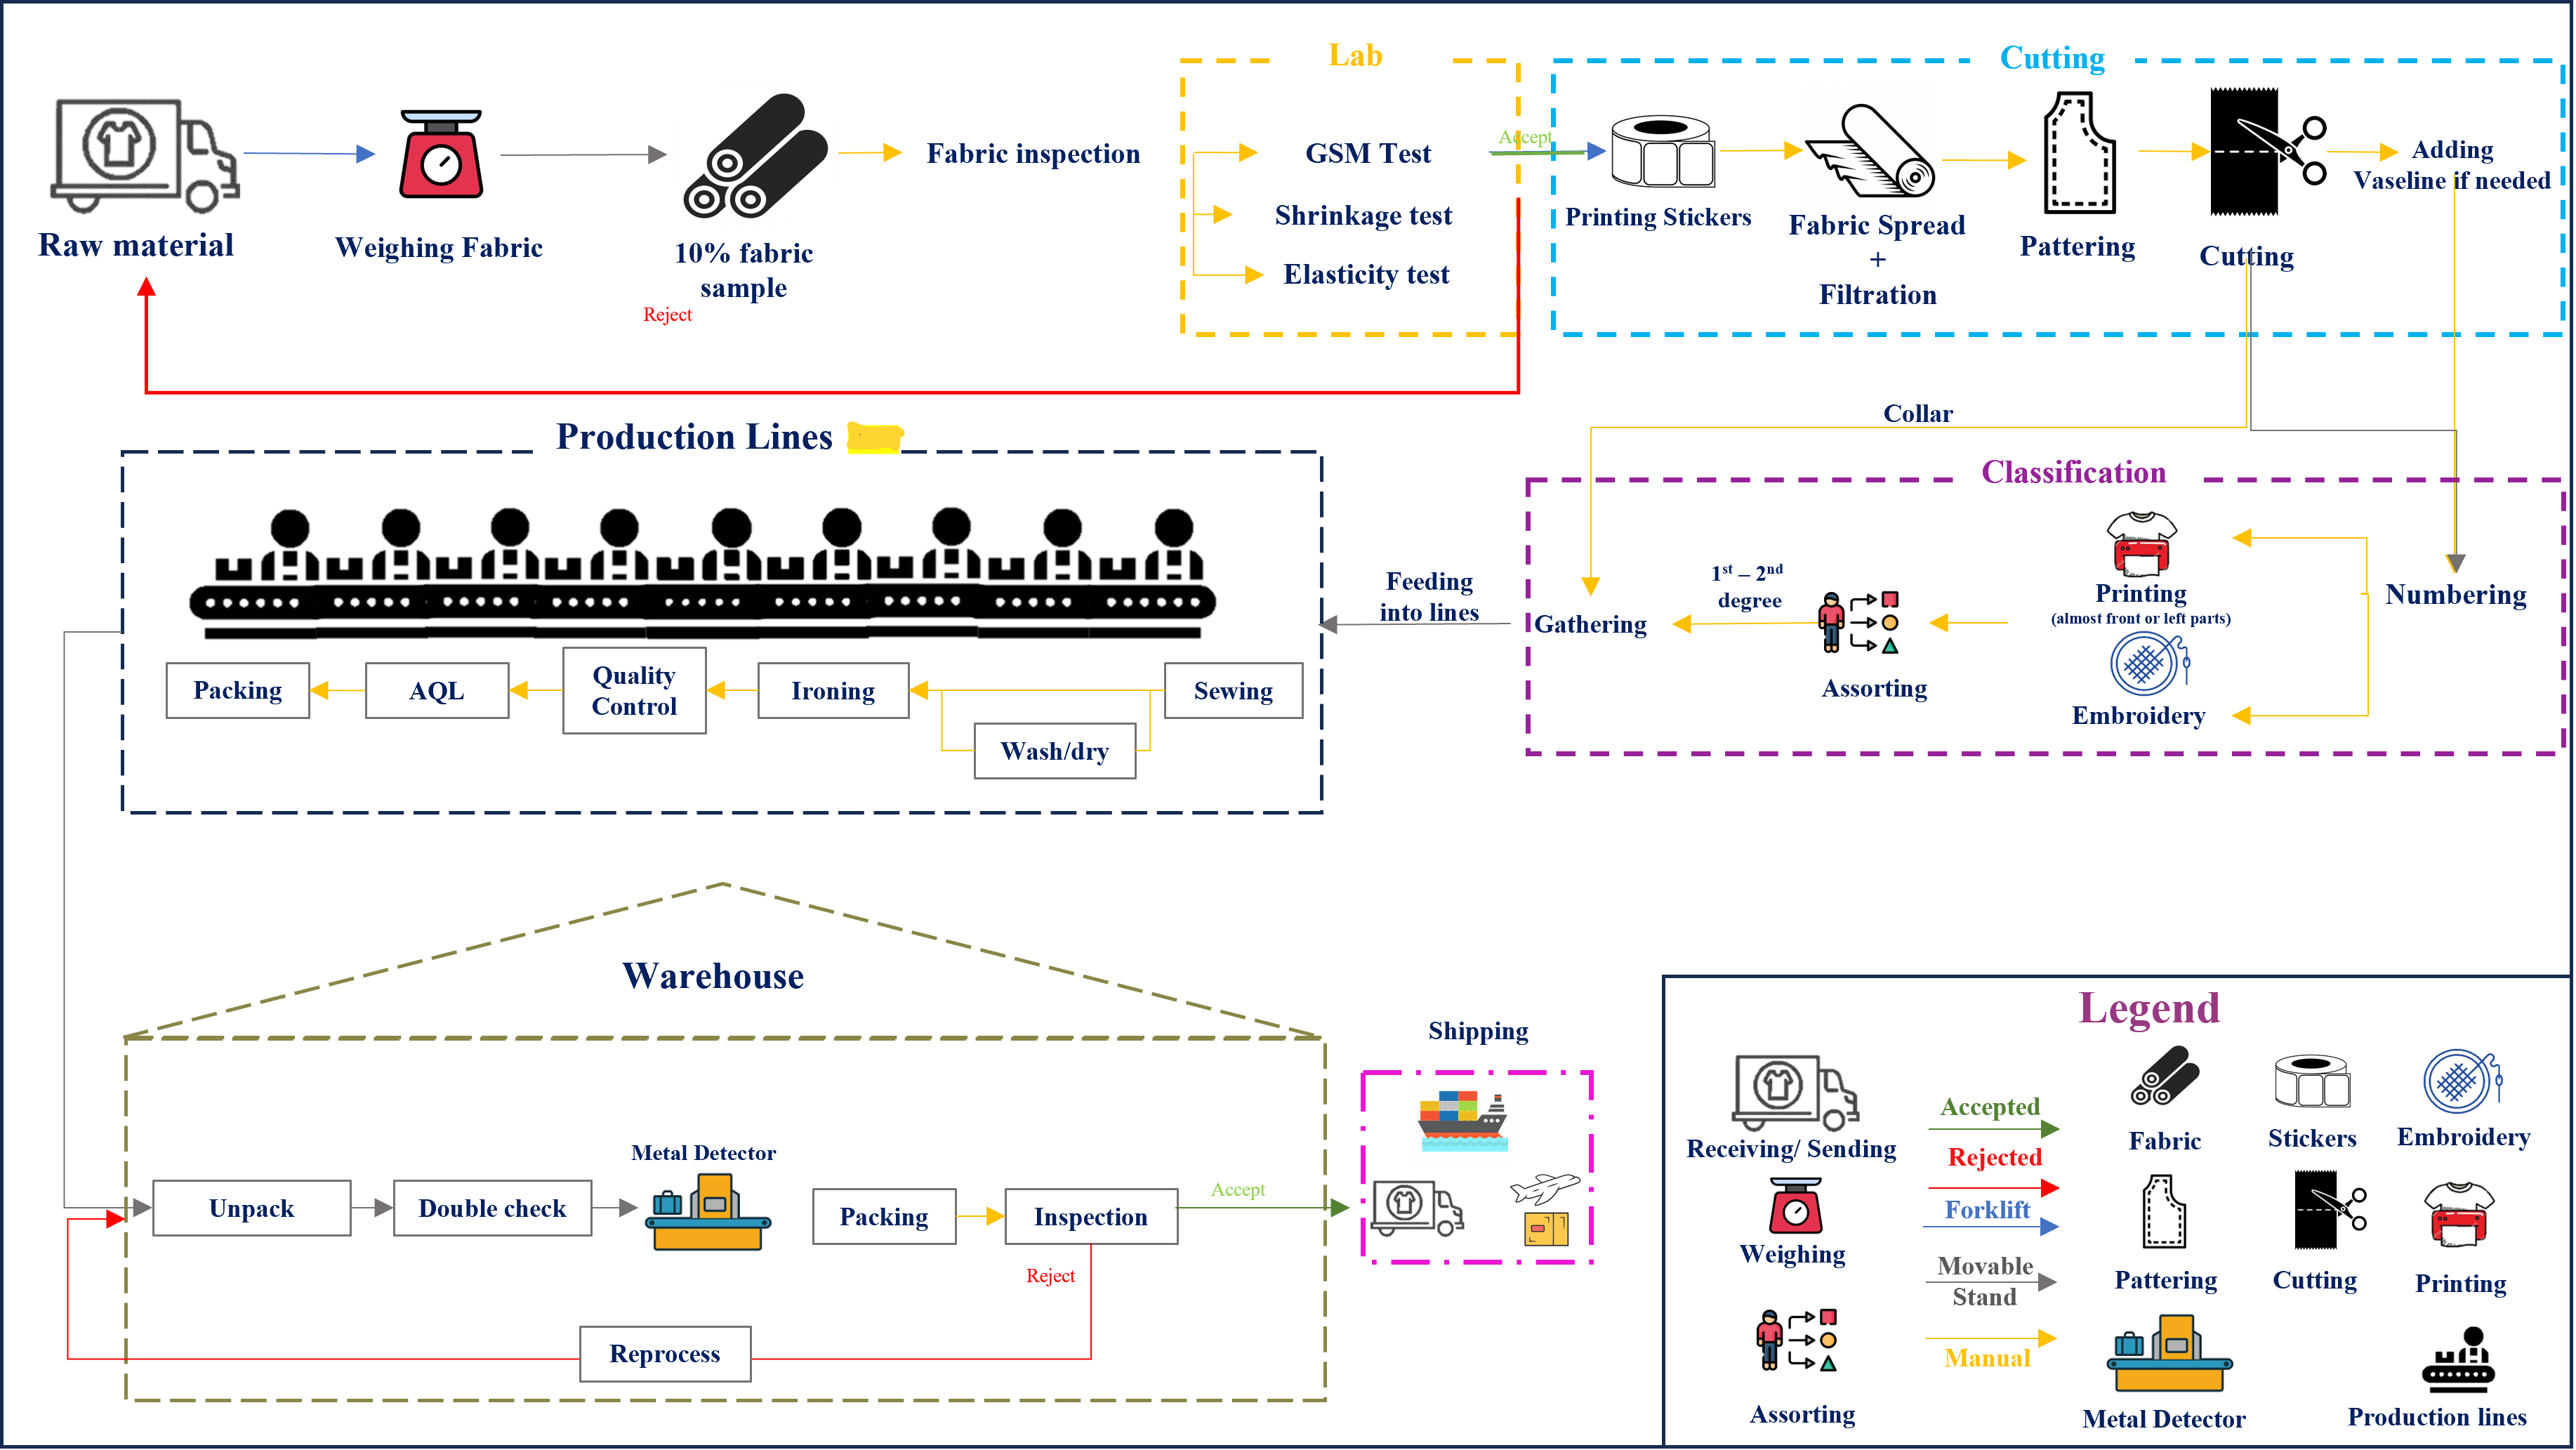 Lab
Cutting
Raw material
Weighing Fabric
10% fabric
sample
Fabric inspection
GSM Test
Shrinkage test
Elasticity test
Accept
Reject
Printing Stickers
Fabric Spread
+
Filtration
Pattering
Cutting
Adding
Vaseline if needed
Collar
Production Lines
Packing
AQL
Quality
Control
Ironing
Wash/dry
Sewing
Feeding
into lines
Classification
Gathering
1st – 2nd
degree
Assorting
Printing
(almost front or left parts)
Embroidery
Numbering
Warehouse
Unpack
Double check
Metal Detector
Packing
Inspection
Accept
Reject
Reprocess
Shipping
Legend
Receiving/ Sending
Weighing
Assorting
Accepted
Rejected
Forklift
Movable
Stand
Manual
Fabric
Stickers
Embroidery
Pattering
Cutting
Printing
Metal Detector
Production lines